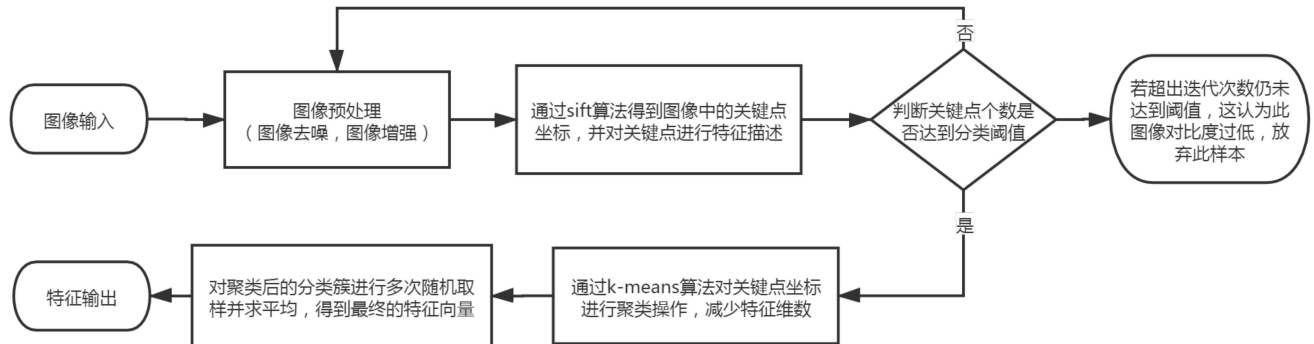 否
图像输入
图像预处理
（图像去噪，图像增强）
通过sift算法得到图像中的关键点
坐标，并对关键点进行特征描述
判断关键点个数是
否达到分类阈值
若超出迭代次数仍未
达到阈值，这认为此
图像对比度过低，放
弃此样本
是
特征输出
对聚类后的分类簇进行多次随机取
样并求平均，得到最终的特征向量
通过k-means算法对关键点坐标
进行聚类操作，减少特征维数